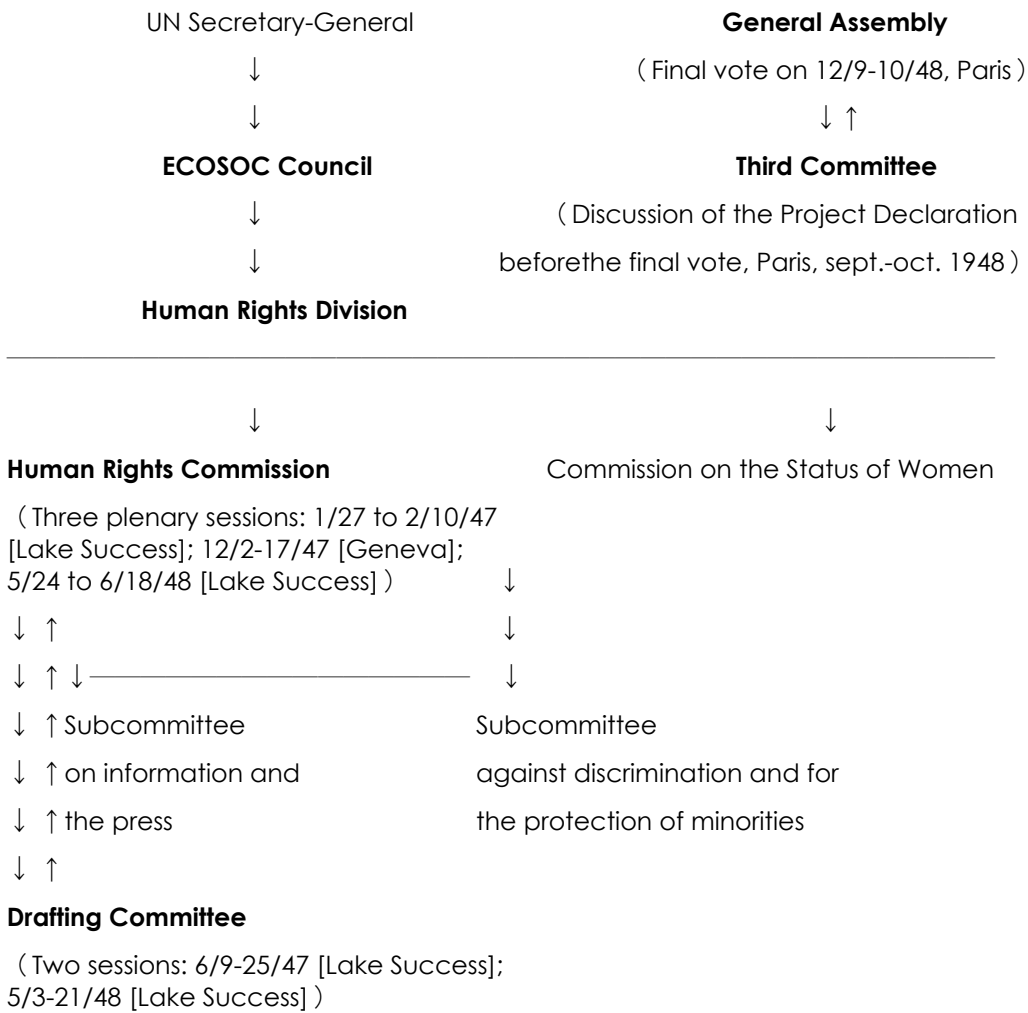 UN Secretary-General General Assembly
↓ （Final vote on 12/9-10/48, Paris）
↓ ↓ ↑
ECOSOC Council Third Committee
↓ （Discussion of the Project Declaration
↓ beforethe final vote, Paris, sept.-oct. 1948）
Human Rights Division
↓ ↓
Human Rights Commission Commission on the Status of Women
（Three plenary sessions: 1/27 to 2/10/47
[Lake Success]; 12/2-17/47 [Geneva];
5/24 to 6/18/48 [Lake Success]） ↓
↓ ↑ ↓
↓ ↑ ↓ ↓
↓ ↑ Subcommittee Subcommittee
↓ ↑ on information and against discrimination and for
↓ ↑ the press the protection of minorities
↓ ↑
Drafting Committee
（Two sessions: 6/9-25/47 [Lake Success];
5/3-21/48 [Lake Success]）